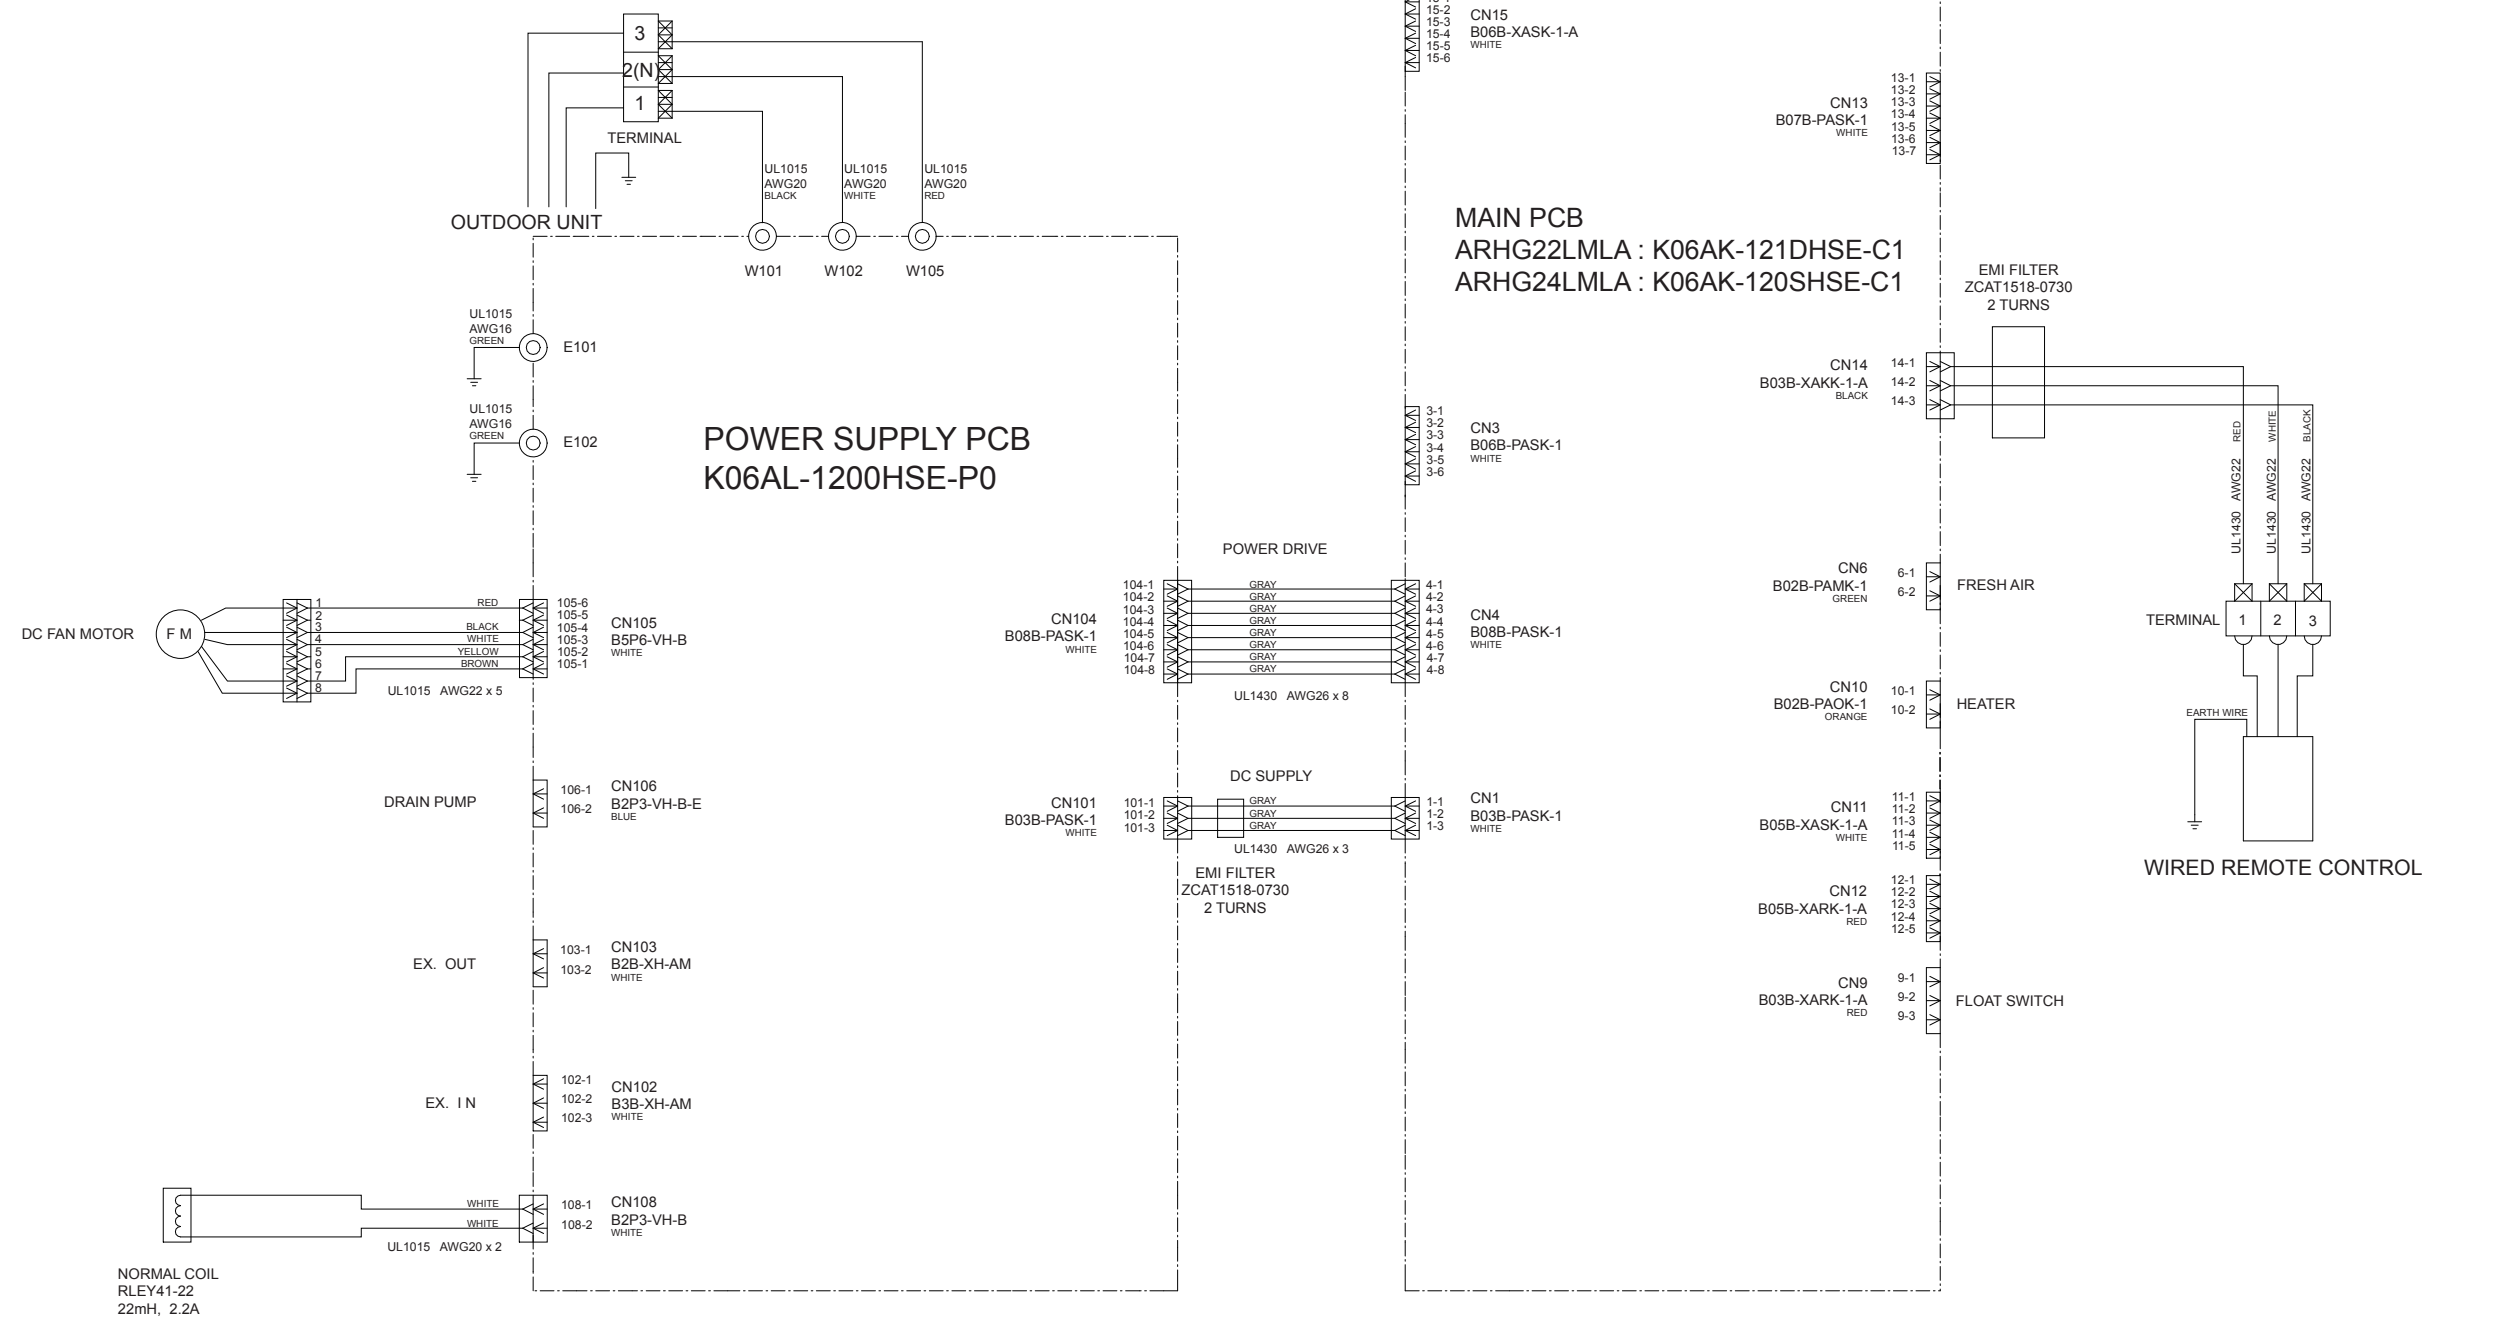 3
2(N)
1
TERMINAL
OUTDOOR UNIT
UL1015
AWG20
BLACK
UL1015
AWG20
WHITE
UL1015
AWG20
RED
W101
W102
W105
UL1015
AWG16
GREEN
E101
UL1015
AWG16
GREEN
E102
POWER SUPPLY PCB
K06AL-1200HSE-P0
DC FAN MOTOR
F M
1
2
3
4
5
6
7
8
RED
BLACK
WHITE
YELLOW
BROWN
UL1015 AWG22 x 5
105-6
105-5
105-4
105-3
105-2
105-1
CN105
B5P6-VH-B
WHITE
DRAIN PUMP
106-1
106-2
CN106
B2P3-VH-B-E
BLUE
EX. OUT
103-1
103-2
CN103
B2B-XH-AM
WHITE
EX. I N
102-1
102-2
102-3
CN102
B3B-XH-AM
WHITE
WHITE
WHITE
UL1015 AWG20 x 2
108-1
108-2
CN108
B2P3-VH-B
WHITE
NORMAL COIL
RLEY41-22
22mH, 2.2A
CN104
B08B-PASK-1
WHITE
104-1
104-2
104-3
104-4
104-5
104-6
104-7
104-8
POWER DRIVE
GRAY
GRAY
GRAY
GRAY
GRAY
GRAY
GRAY
GRAY
UL1430 AWG26 x 8
4-1
4-2
4-3
4-4
4-5
4-6
4-7
4-8
CN4
B08B-PASK-1
WHITE
CN101
B03B-PASK-1
WHITE
101-1
101-2
101-3
DC SUPPLY
GRAY
GRAY
GRAY
UL1430 AWG26 x 3
EMI FILTER
ZCAT1518-0730
2 TURNS
1-1
1-2
1-3
CN1
B03B-PASK-1
WHITE
15-2
15-3
15-4
15-5
15-6
CN15
B06B-XASK-1-A
WHITE
CN13
B07B-PASK-1
WHITE
13-1
13-2
13-3
13-4
13-5
13-6
13-7
MAIN PCB
ARHG22LMLA : K06AK-121DHSE-C1
ARHG24LMLA : K06AK-120SHSE-C1
3-1
3-2
3-3
3-4
3-5
3-6
CN3
B06B-PASK-1
WHITE
CN14
B03B-XAKK-1-A
BLACK
14-1
14-2
14-3
EMI FILTER
ZCAT1518-0730
2 TURNS
UL1430 AWG22 RED
UL1430 AWG22 WHITE
UL1430 AWG22 BLACK
CN6
B02B-PAMK-1
GREEN
6-1
6-2
FRESH AIR
TERMINAL
1
2
3
CN10
B02B-PAOK-1
ORANGE
10-1
10-2
HEATER
EARTH WIRE
WIRED REMOTE CONTROL
CN11
B05B-XASK-1-A
WHITE
11-1
11-2
11-3
11-4
11-5
CN12
B05B-XARK-1-A
RED
12-1
12-2
12-3
12-4
12-5
CN9
B03B-XARK-1-A
RED
9-1
9-2
9-3
FLOAT SWITCH